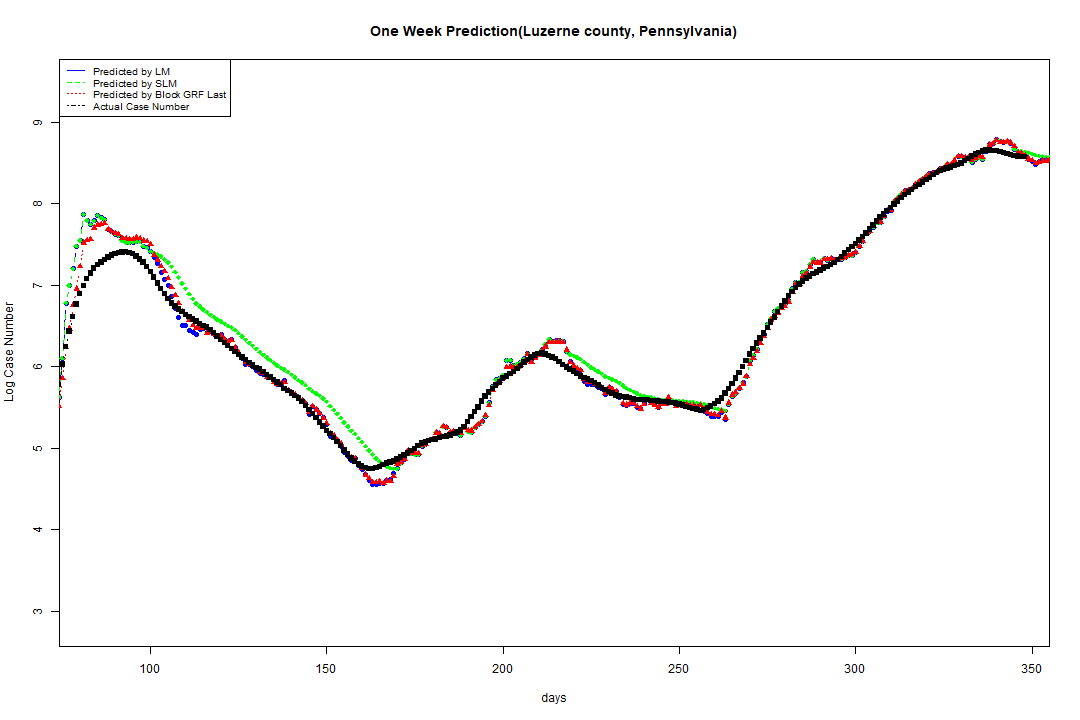 One Week Prediction(Luzerne county, Pennsylvania)
Predicted by LM
Predicted by SLM
Predicted by Block GRF Last
Actual Case Number
Log Case Number
9
8
7
6
5
4
3
100 150 200 250 300 350
days